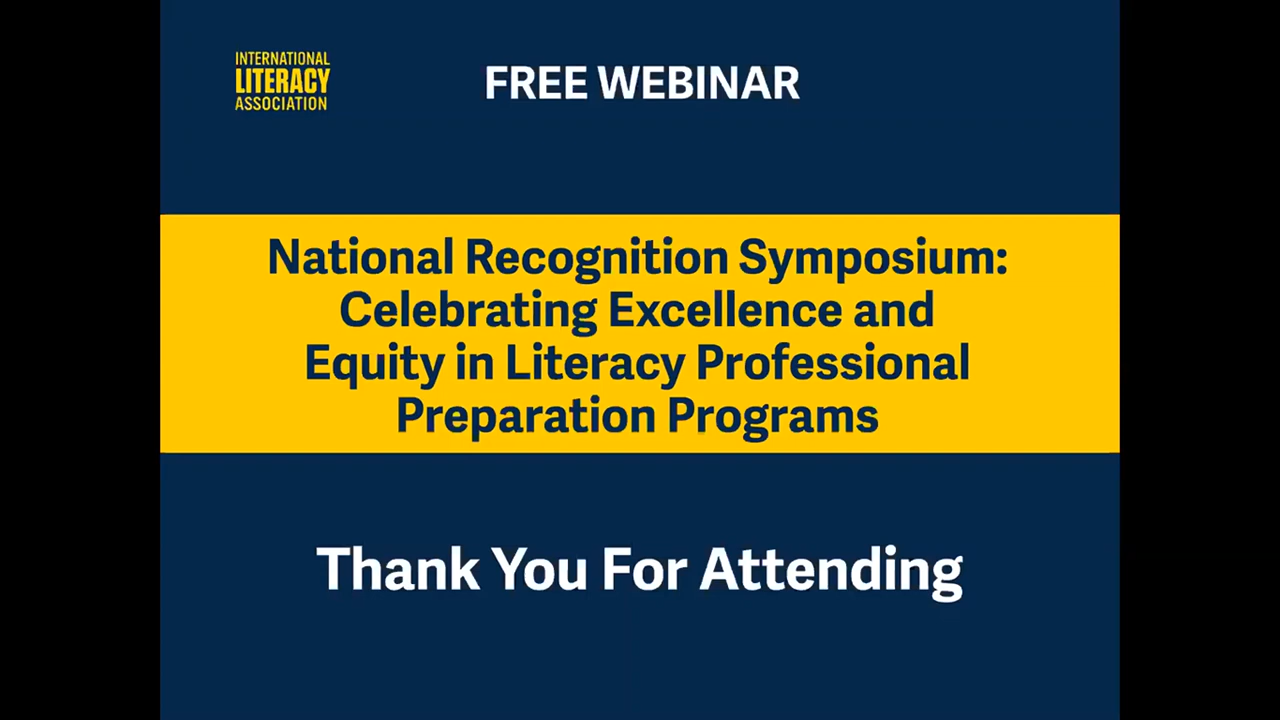 INTERNATIONAL
LITERACY
ASSOCIATION
FREE WEBINAR
National Recognition Symposium:
Celebrating Excellence and
Equity in Literacy Professional
Preparation Programs
Thank You For Attending